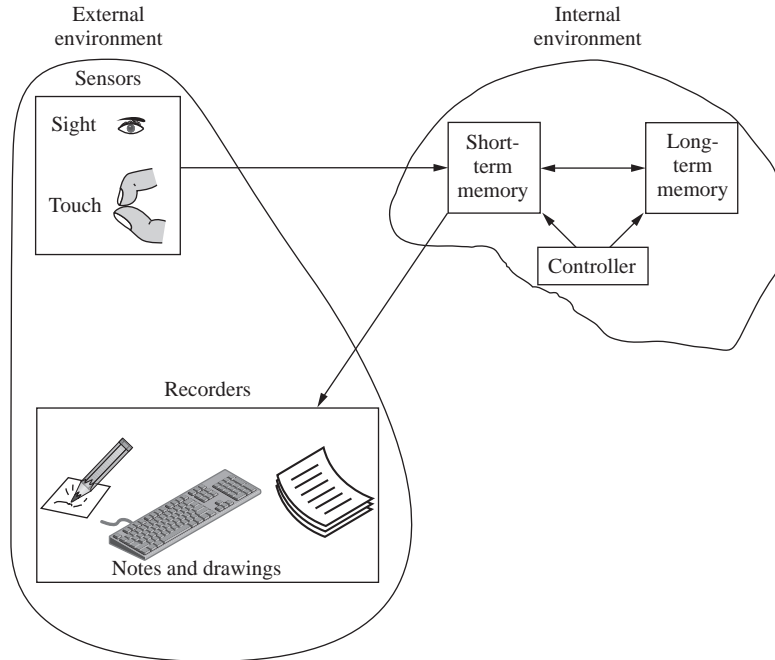 External
environment
Internal
environment
Sensors
Sight
Touch
Short-
term
memory
Long-
term
memory
Controller
Recorders
Notes and drawings